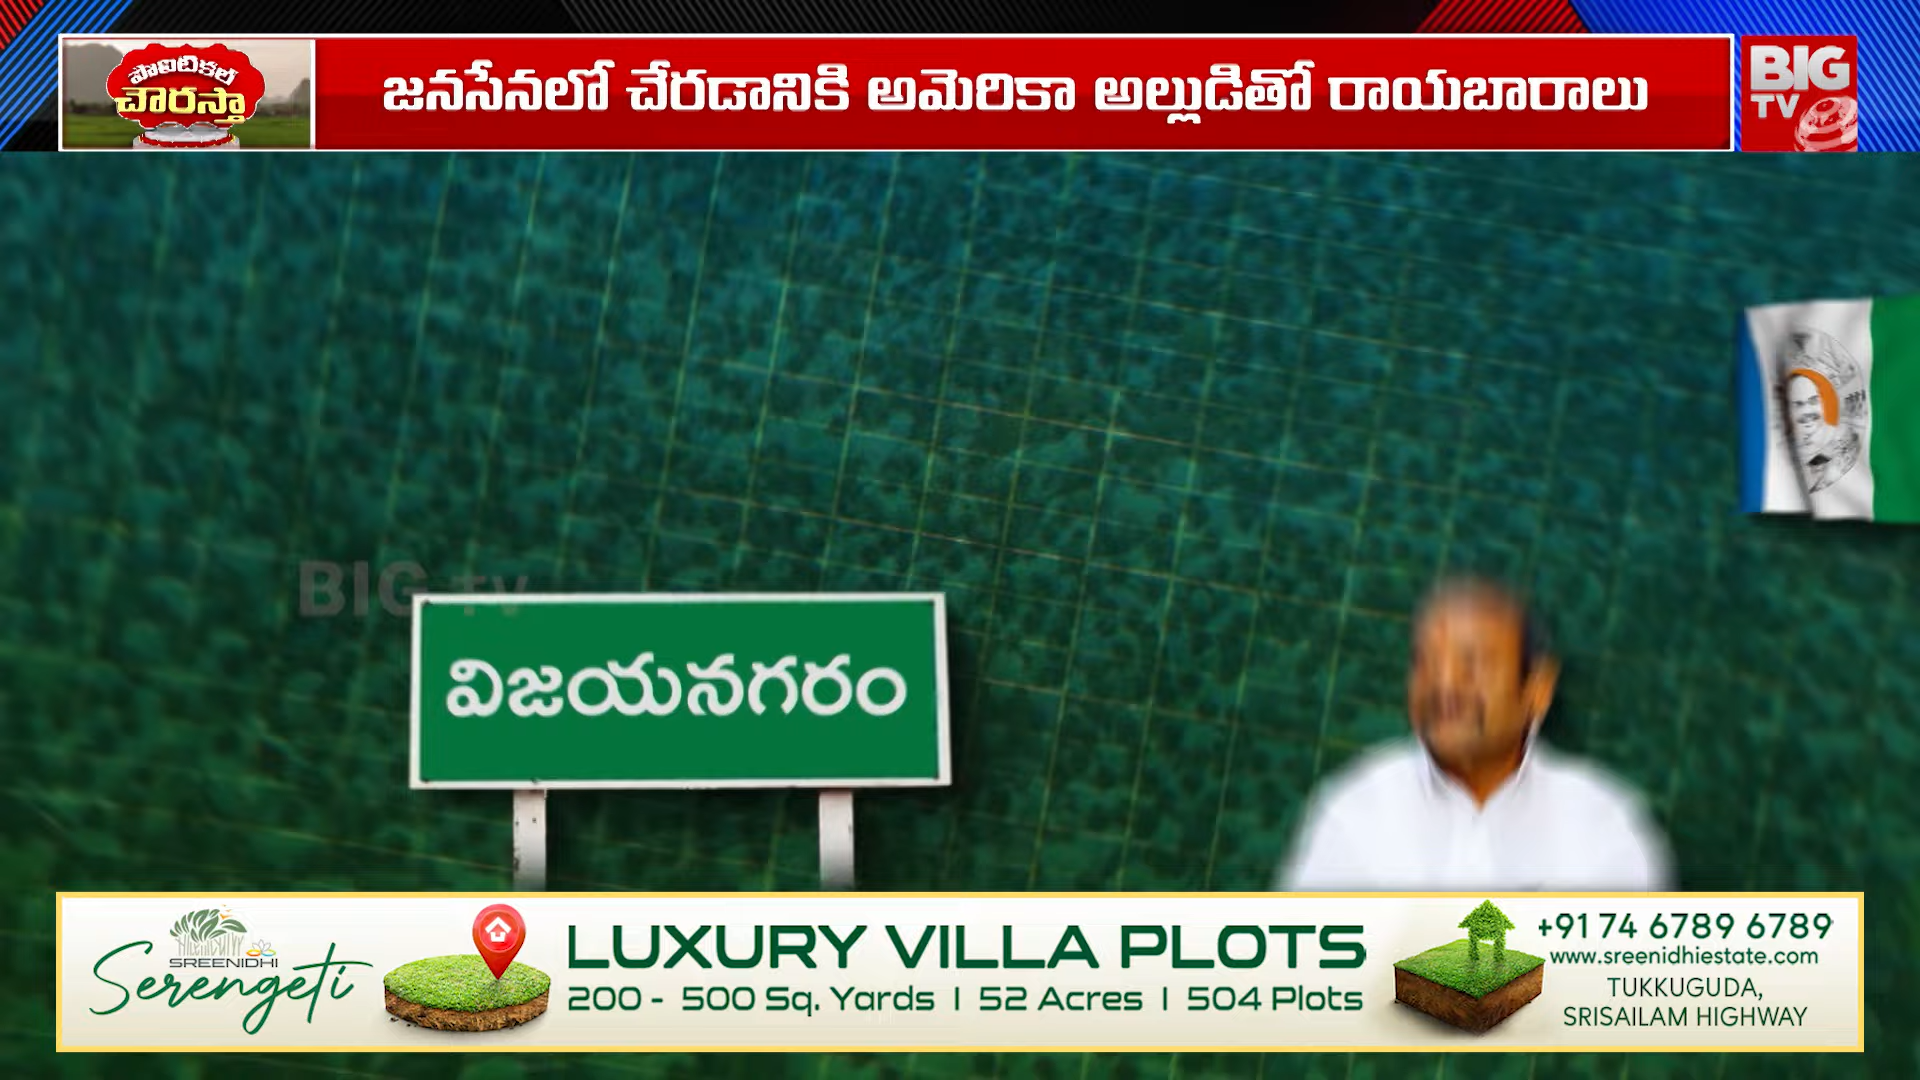 పొలిటికల్
చౌరస్తా
జనసేనలో చేరడానికి అమెరికా అల్లుడితో రాయబారాలు
BIG
TV
BIG TV
విజయనగరం
SREENIDHI
Serengeti
LUXURY VILLA PLOTS
200 - 500 Sq. Yards I 52 Acres I 504 Plots
+91 74 6789 6789
www.sreenidhiestate.com
TUKKUGUDA,
SRISAILAM HIGHWAY